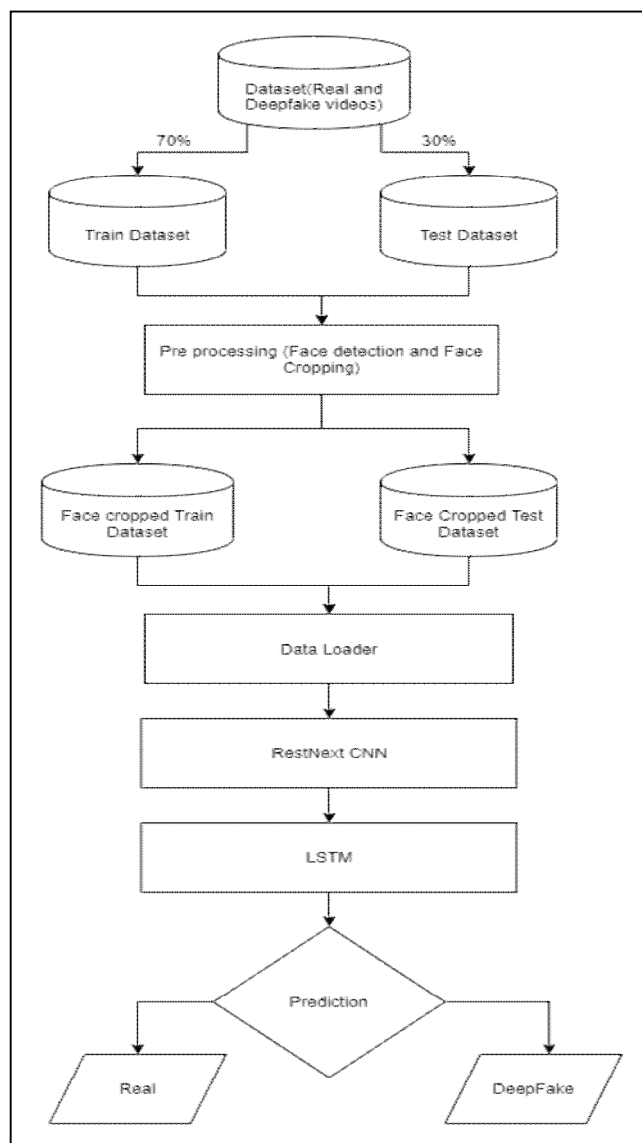 Dataset(Real and
Deepfake videos)
70%
30%
Train Dataset
Test Dataset
Pre processing (Face detection and Face
Cropping)
Face cropped Train
Dataset
Face Cropped Test
Dataset
Data Loader
RestNext CNN
LSTM
Prediction
Real
DeepFake